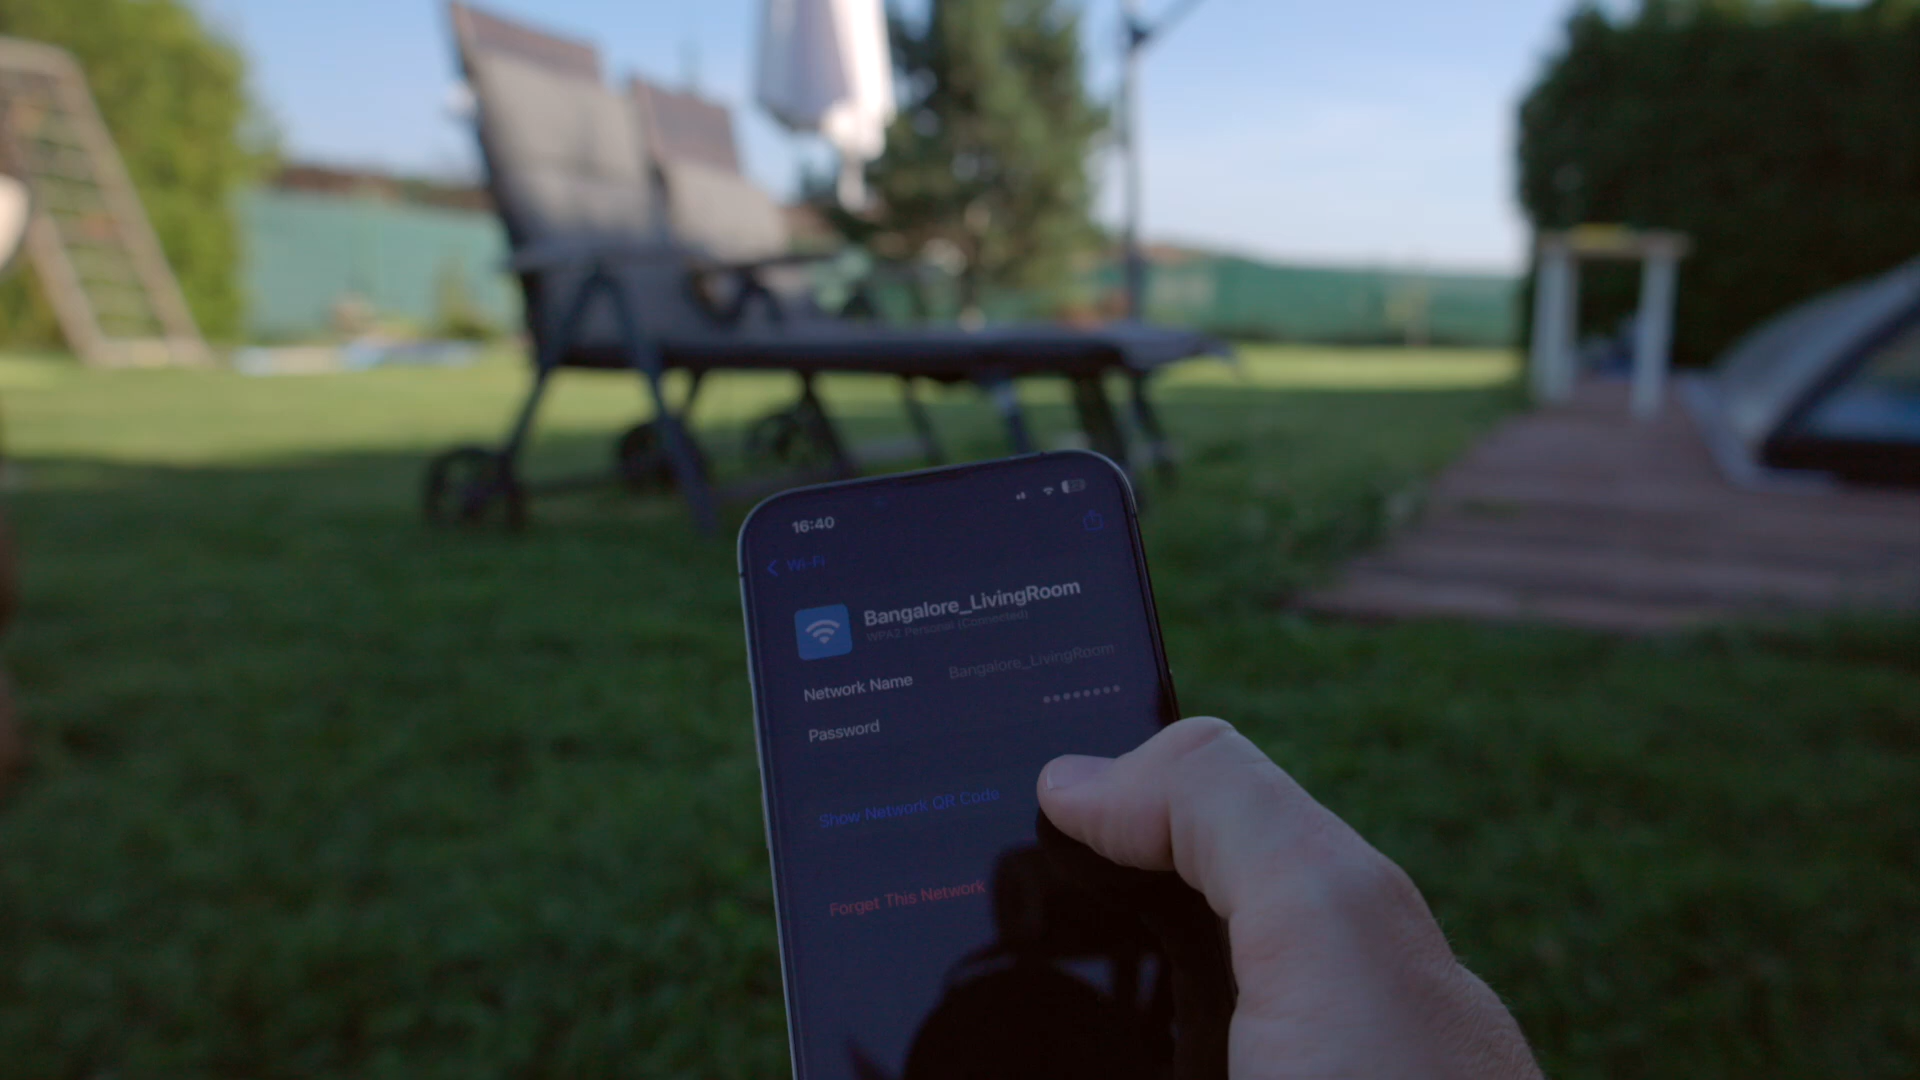 16:40
Wi-Fi
Bangalore_LivingRoom
WPA2 Personal (Connected)
Network Name
Bangalore_LivingRoom
Password
••••••••
Show Network QR Code
Forget This Network